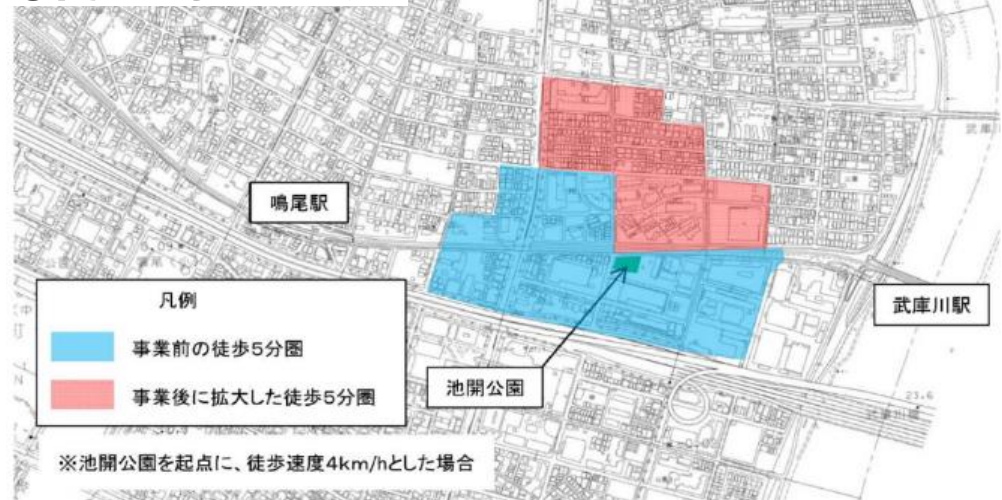 鳴尾駅
武庫川駅
凡例
事業前の徒歩5分圏
事業後に拡大した徒歩5分圏
池開公園
23.6
※池開公園を起点に、徒歩速度4km/hとした場合